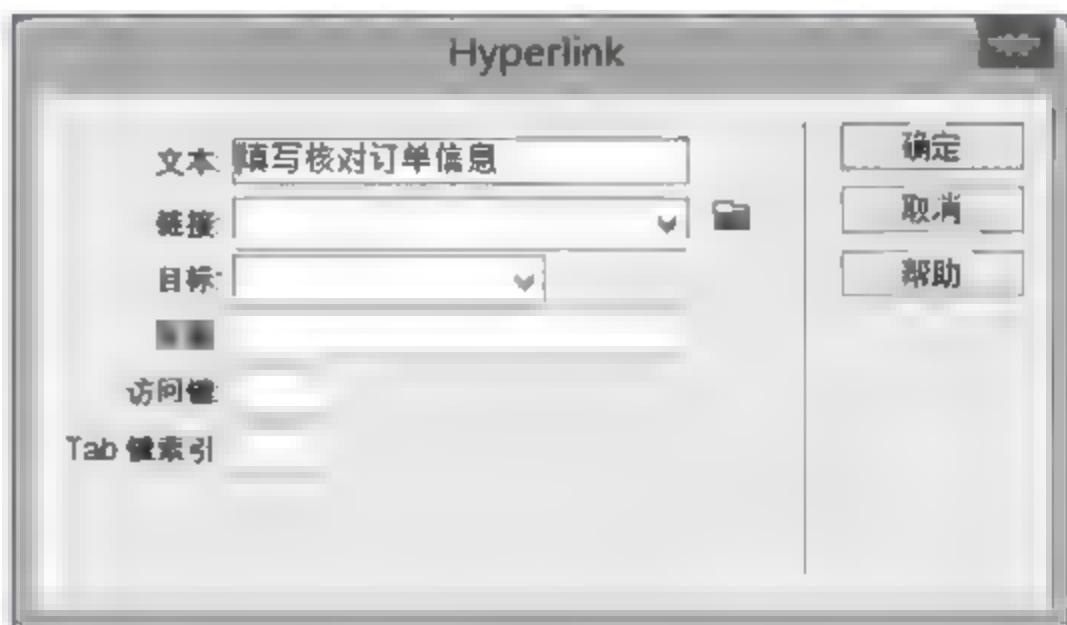 Hyperlink
文本: 填写核对订单信息
链接:
目标:
访问键
Tab 键索引
确定
取消
帮助